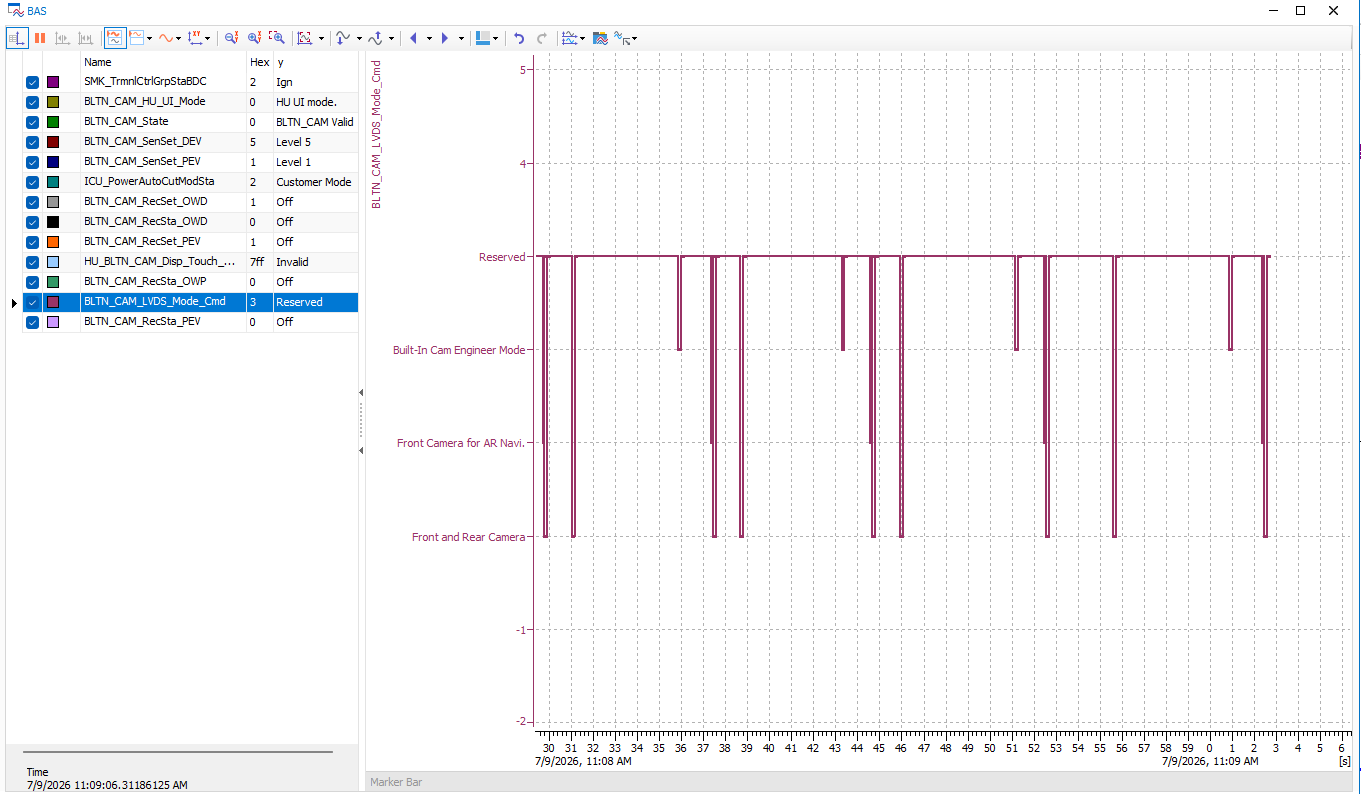 BAS
Name Hex y
SMK_TrmnlCtrlGrpStaBDC 2 Ign
BLTN_CAM_HU_UI_Mode 0 HU UI mode.
BLTN_CAM_State 0 BLTN_CAM Valid
BLTN_CAM_SenSet_DEV 5 Level 5
BLTN_CAM_SenSet_PEV 1 Level 1
ICU_PowerAutoCutModSta 2 Customer Mode
BLTN_CAM_RecSet_OWD 1 Off
BLTN_CAM_RecSta_OWD 0 Off
BLTN_CAM_RecSet_PEV 1 Off
HU_BLTN_CAM_Disp_Touch_... 7ff Invalid
BLTN_CAM_RecSta_OWP 0 Off
BLTN_CAM_LVDS_Mode_Cmd 3 Reserved
BLTN_CAM_RecSta_PEV 0 Off
Time
7/9/2026 11:09:06.31186125 AM
BLTN_CAM_LVDS_Mode_Cmd
5
4
Reserved
Built-In Cam Engineer Mode
Front Camera for AR Navi.
Front and Rear Camera
-1
-2
30 31 32 33 34 35 36 37 38 39 40 41 42 43 44 45 46 47 48 49 50 51 52 53 54 55 56 57 58 59 0 1 2 3 4 5 6
7/9/2026, 11:08 AM 7/9/2026, 11:09 AM [s]
Marker Bar